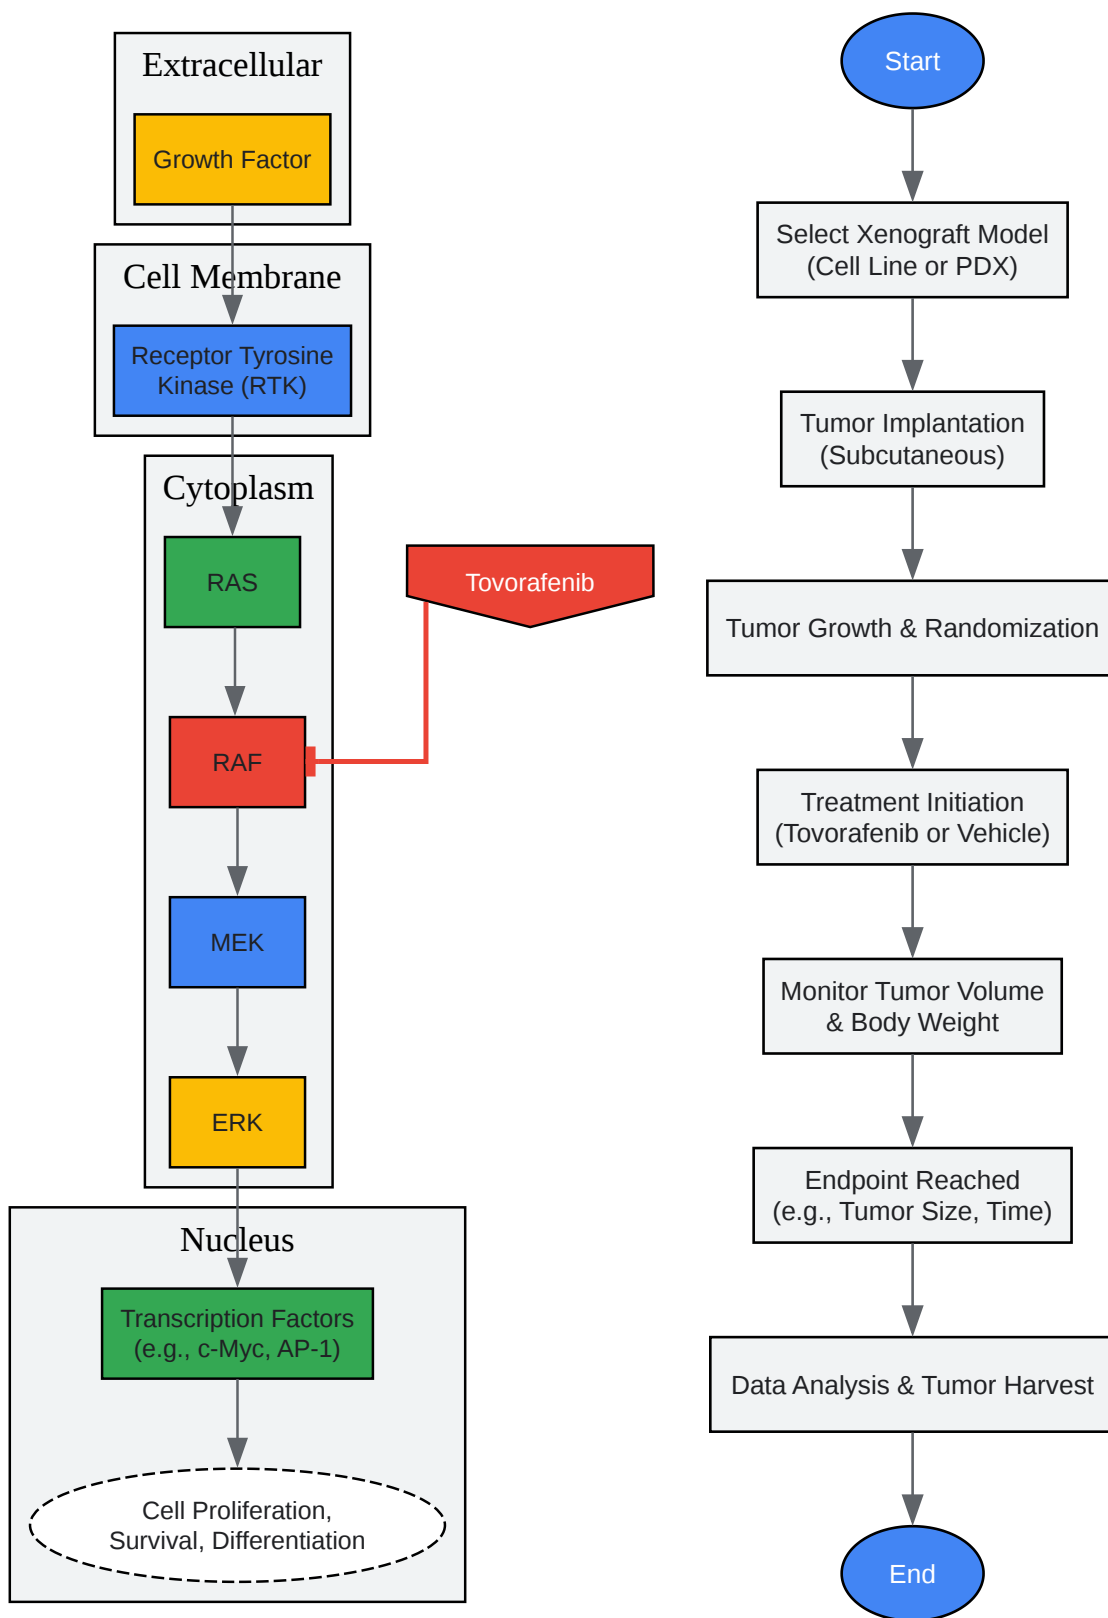 Extracellular
Growth Factor
Cell Membrane
Receptor Tyrosine
Kinase (RTK)
Cytoplasm
RAS
Tovorafenib
RAF
MEK
ERK
Nucleus
Transcription Factors
(e.g., c-Myc, AP-1)
Cell Proliferation,
Survival, Differentiation
Start
Select Xenograft Model
(Cell Line or PDX)
Tumor Implantation
(Subcutaneous)
Tumor Growth & Randomization
Treatment Initiation
(Tovorafenib or Vehicle)
Monitor Tumor Volume
& Body Weight
Endpoint Reached
(e.g., Tumor Size, Time)
Data Analysis & Tumor Harvest
End